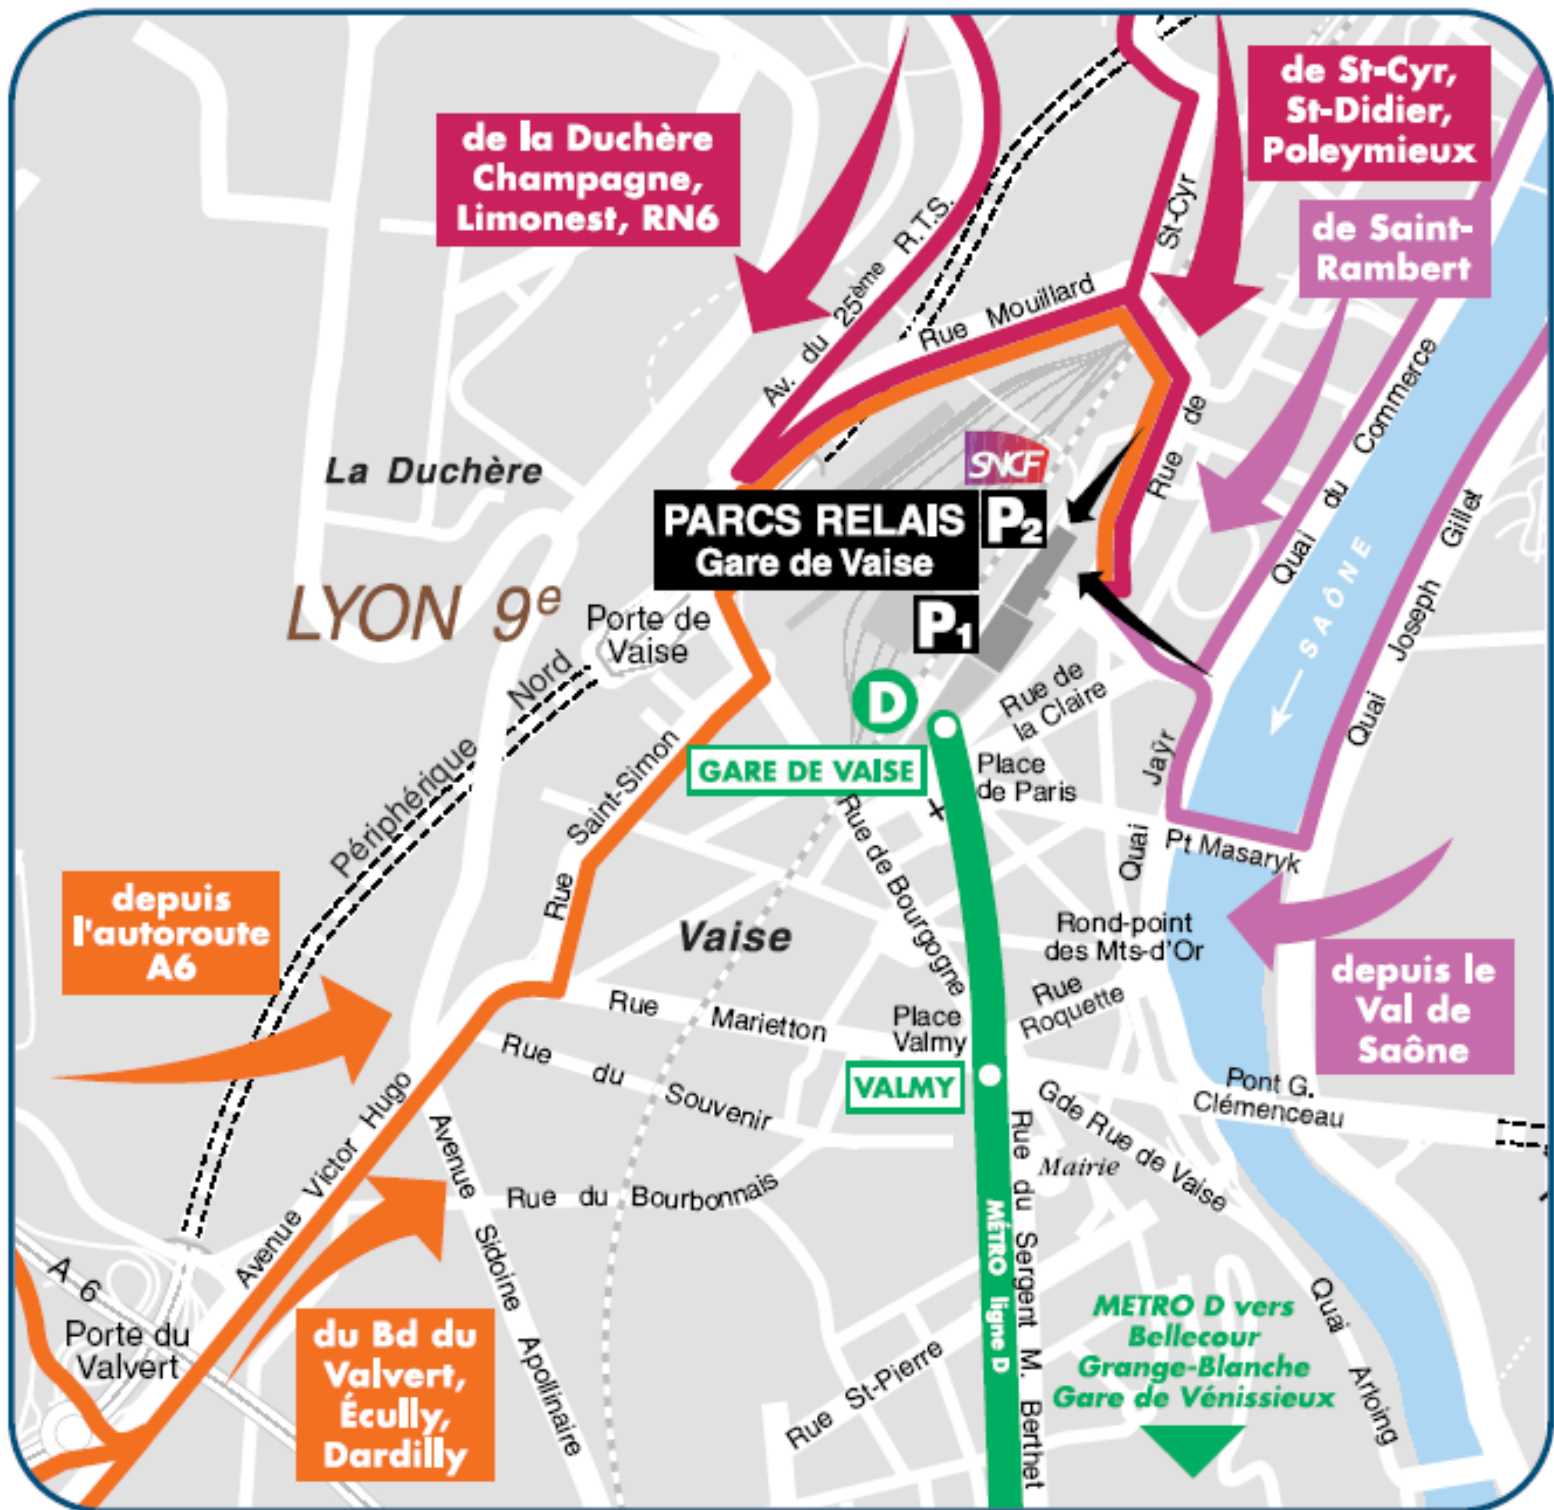 de la Duchère
Champagne,
Limonest, RN6
de St-Cyr,
St-Didier,
Poleymieux
de Saint-
Rambert
Av. du 25ème R.T.S.
Rue Mouillard
St-Cyr
Rue de
Quai du Commerce
SAÔNE
Quai Joseph Gillet
La Duchère
LYON 9e
SNCF
PARCS RELAIS
Gare de Vaise
P2
P1
Porte de
Vaise
Périphérique Nord
D
GARE DE VAISE
Rue de
la Claire
Place
de Paris
Quai Jaÿr
Pt Masaryk
Rue Saint-Simon
Rue de Bourgogne
depuis
l'autoroute
A6
Vaise
Rond-point
des Mts-d'Or
depuis le
Val de
Saône
Rue Marietton
Place
Valmy
Rue
Roquette
VALMY
Rue du Souvenir
Pont G.
Clémenceau
Gde Rue de Vaise
Mairie
Avenue Victor Hugo
Rue du Bourbonnais
Avenue Sidoine Apollinaire
MÉTRO ligne D
Rue du Sergent M. Berthet
A 6
Porte du
Valvert
du Bd du
Valvert,
Écully,
Dardilly
Rue St-Pierre
METRO D vers
Bellecour
Grange-Blanche
Gare de Vénissieux
Quai Arloing